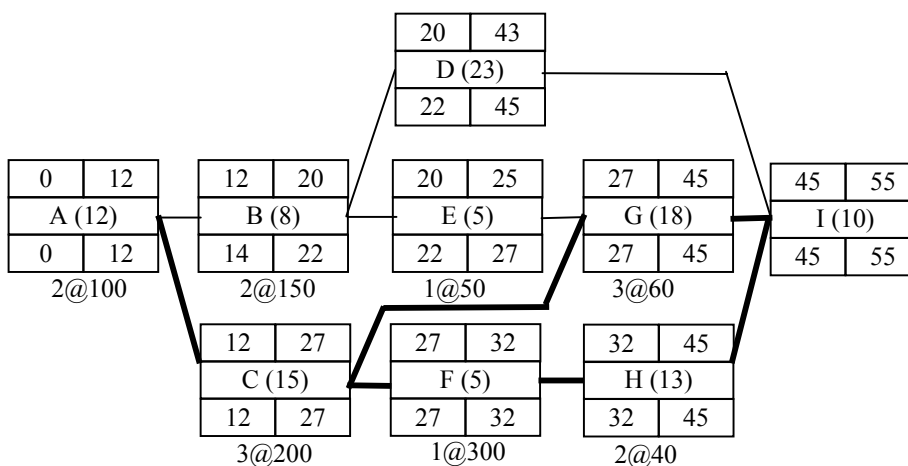 20 43
D (23)
22 45
0 12
A (12)
0 12
2@100
12 20
B (8)
14 22
2@150
20 25
E (5)
22 27
1@50
27 45
G (18)
27 45
3@60
45 55
I (10)
45 55
12 27
C (15)
12 27
3@200
27 32
F (5)
27 32
1@300
32 45
H (13)
32 45
2@40